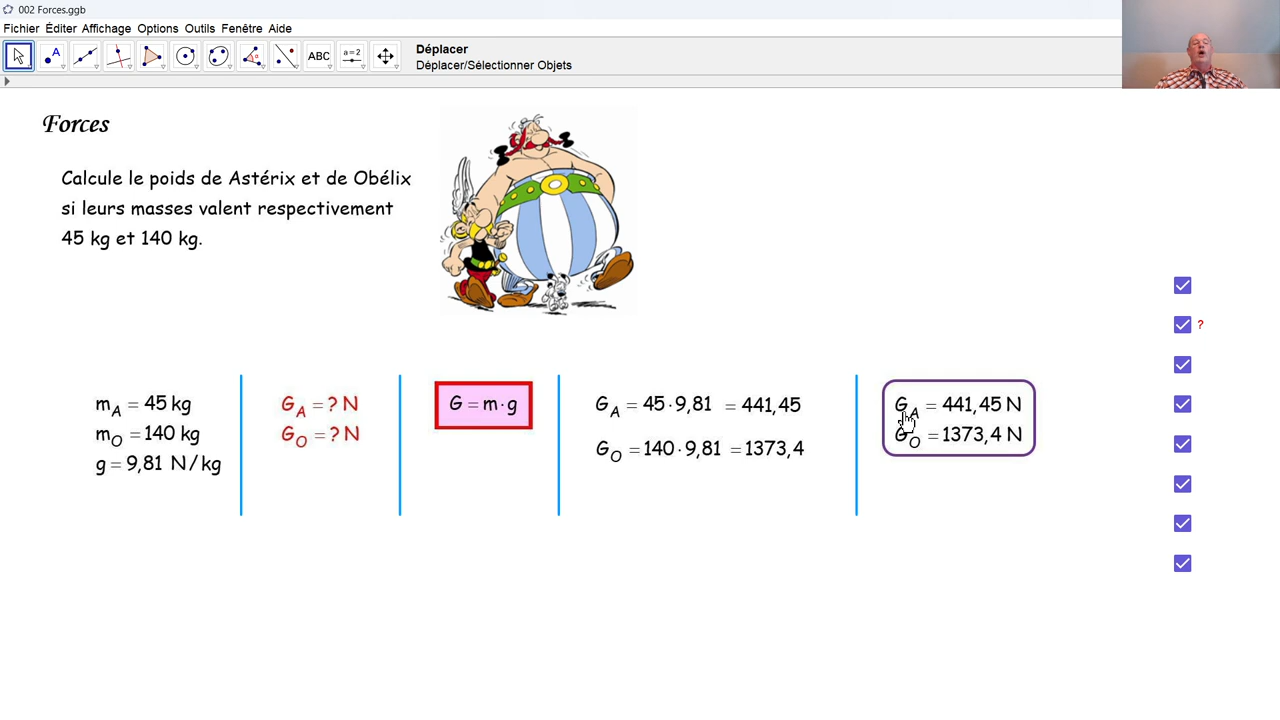 002 Forces.ggb
Fichier Éditer Affichage Options Outils Fenêtre Aide
A
ABC
a=2
Déplacer
Déplacer/Sélectionner Objets
Forces
Calcule le poids de Astérix et de Obélix
si leurs masses valent respectivement
45 kg et 140 kg.
?
m_A = 45 kg
m_O = 140 kg
g = 9,81 N/kg
G_A = ? N
G_O = ? N
G = m·g
G_A = 45·9,81 = 441,45
G_O = 140·9,81 = 1373,4
G_A = 441,45 N
G_O = 1373,4 N